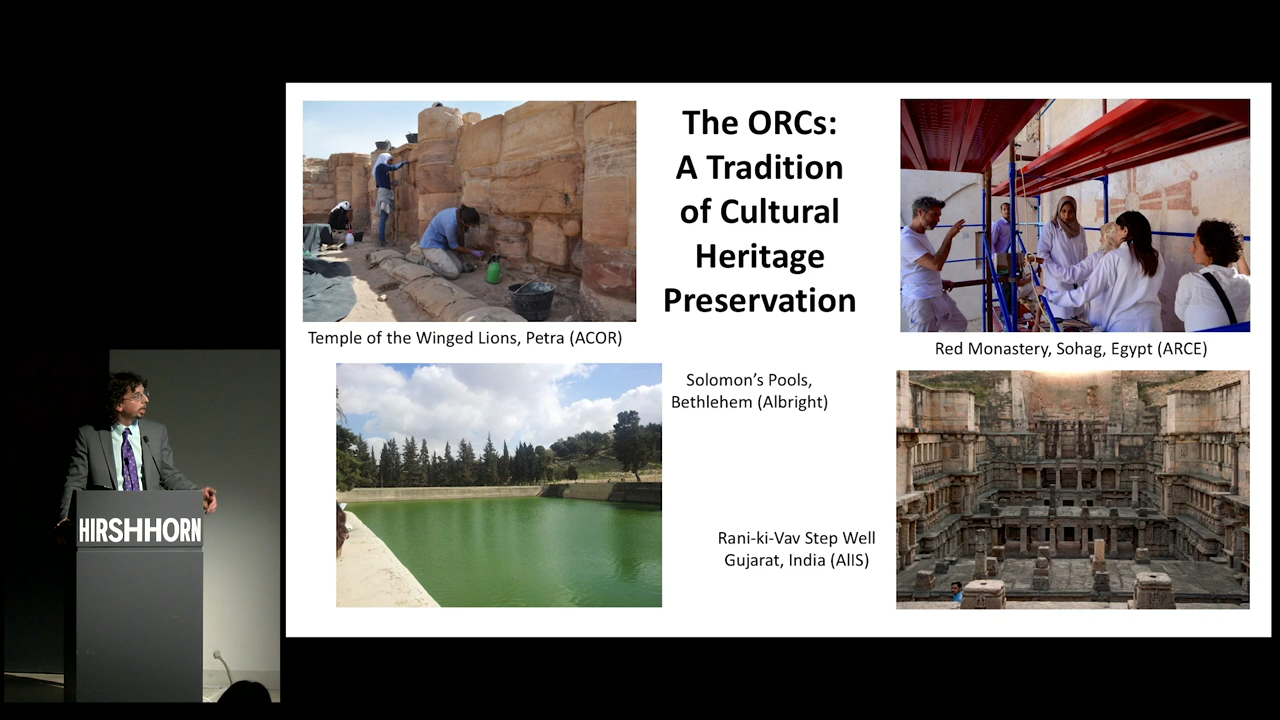 The ORCs:
A Tradition
of Cultural
Heritage
Preservation
Temple of the Winged Lions, Petra (ACOR)
Red Monastery, Sohag, Egypt (ARCE)
Solomon's Pools,
Bethlehem (Albright)
Rani-ki-Vav Step Well
Gujarat, India (AIIS)
HIRSHHORN